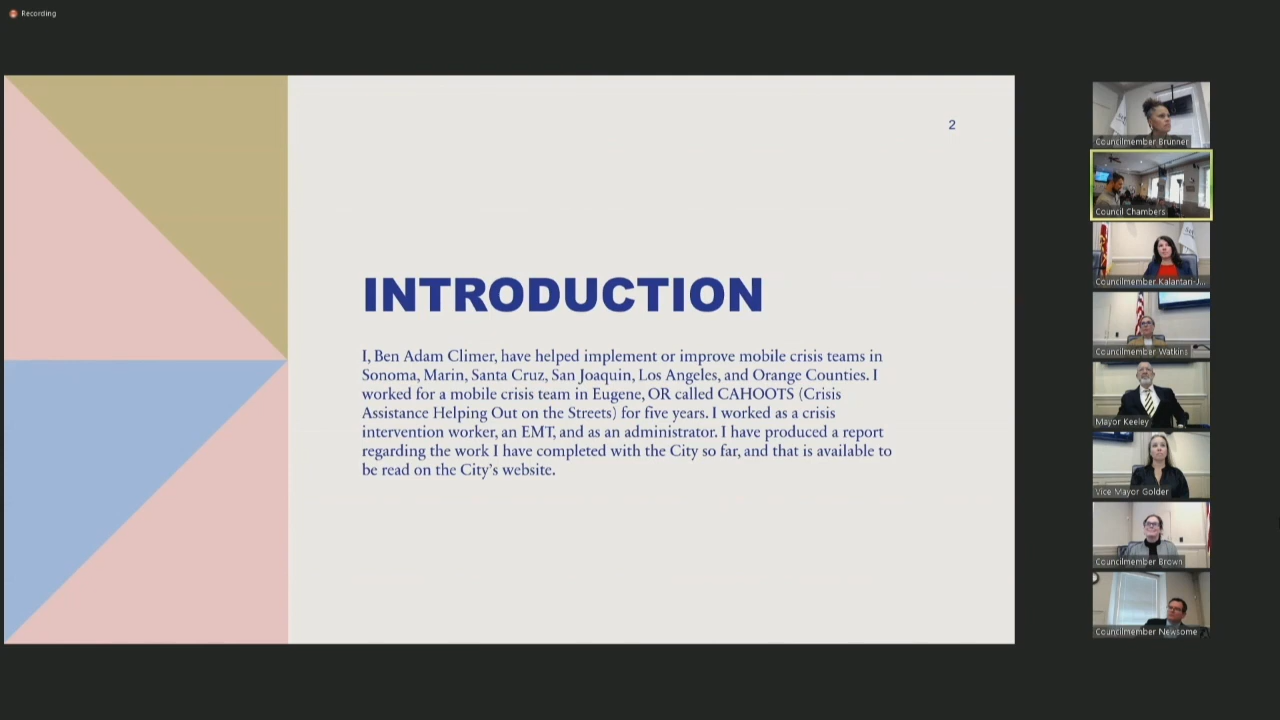 Recording
2
INTRODUCTION
I, Ben Adam Climer, have helped implement or improve mobile crisis teams in
Sonoma, Marin, Santa Cruz, San Joaquin, Los Angeles, and Orange Counties. I
worked for a mobile crisis team in Eugene, OR called CAHOOTS (Crisis
Assistance Helping Out on the Streets) for five years. I worked as a crisis
intervention worker, an EMT, and as an administrator. I have produced a report
regarding the work I have completed with the City so far, and that is available to
be read on the City's website.
Councilmember Brunner
Council Chambers
Councilmember Kalantari-J...
Councilmember Watkins
Mayor Keeley
Vice Mayor Golder
Councilmember Brown
Councilmember Newsome